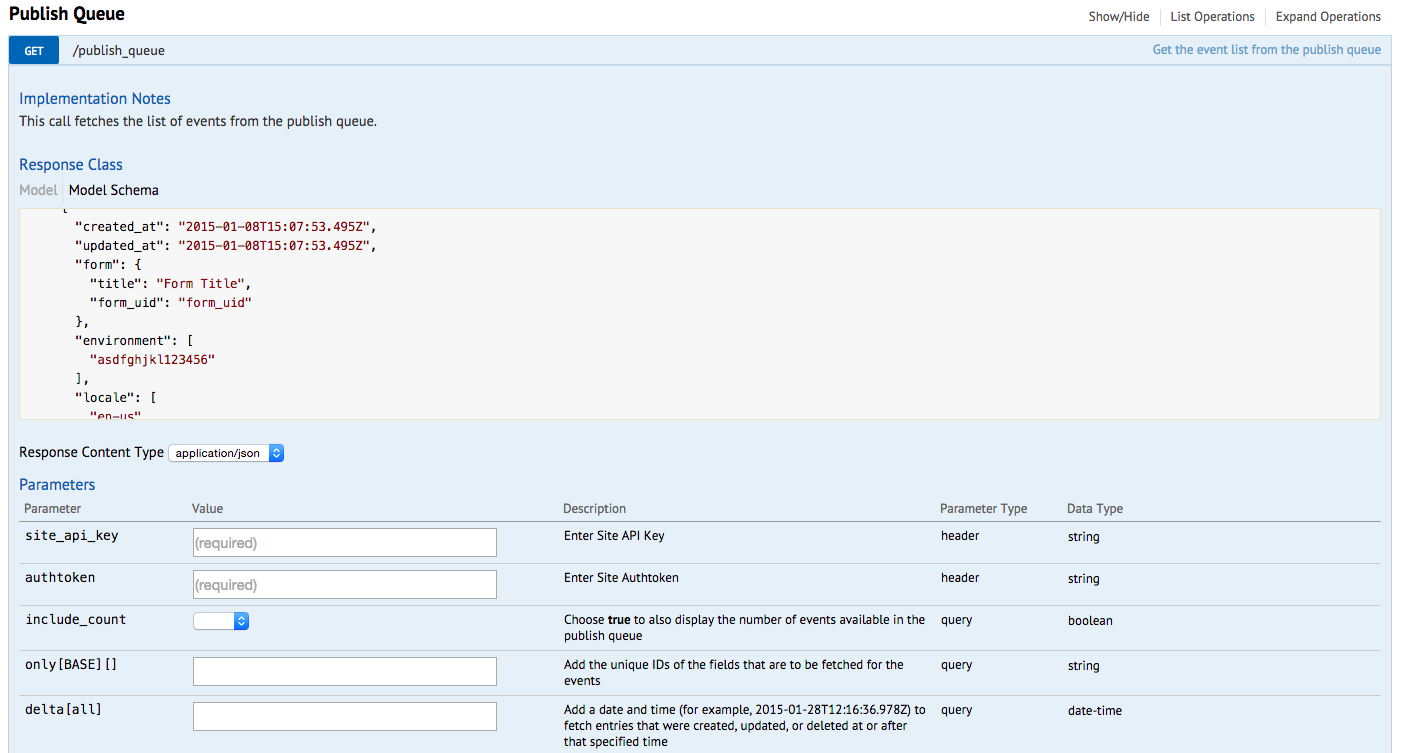 Publish Queue
Show/Hide List Operations Expand Operations
GET /publish_queue Get the event list from the publish queue
Implementation Notes
This call fetches the list of events from the publish queue.
Response Class
Model Model Schema
{
"created_at": "2015-01-08T15:07:53.495Z",
"updated_at": "2015-01-08T15:07:53.495Z",
"form": {
"title": "Form Title",
"form_uid": "form_uid"
},
"environment": [
"asdfghjkl123456"
],
"locale": [
"en-us"
Response Content Type application/json
Parameters
Parameter Value Description Parameter Type Data Type
site_api_key (required) Enter Site API Key header string
authtoken (required) Enter Site Authtoken header string
include_count Choose true to also display the number of events available in the query boolean
publish queue
only[BASE][] Add the unique IDs of the fields that are to be fetched for the query string
events
delta[all] Add a date and time (for example, 2015-01-28T12:16:36.978Z) to query date-time
fetch entries that were created, updated, or deleted at or after
that specified time